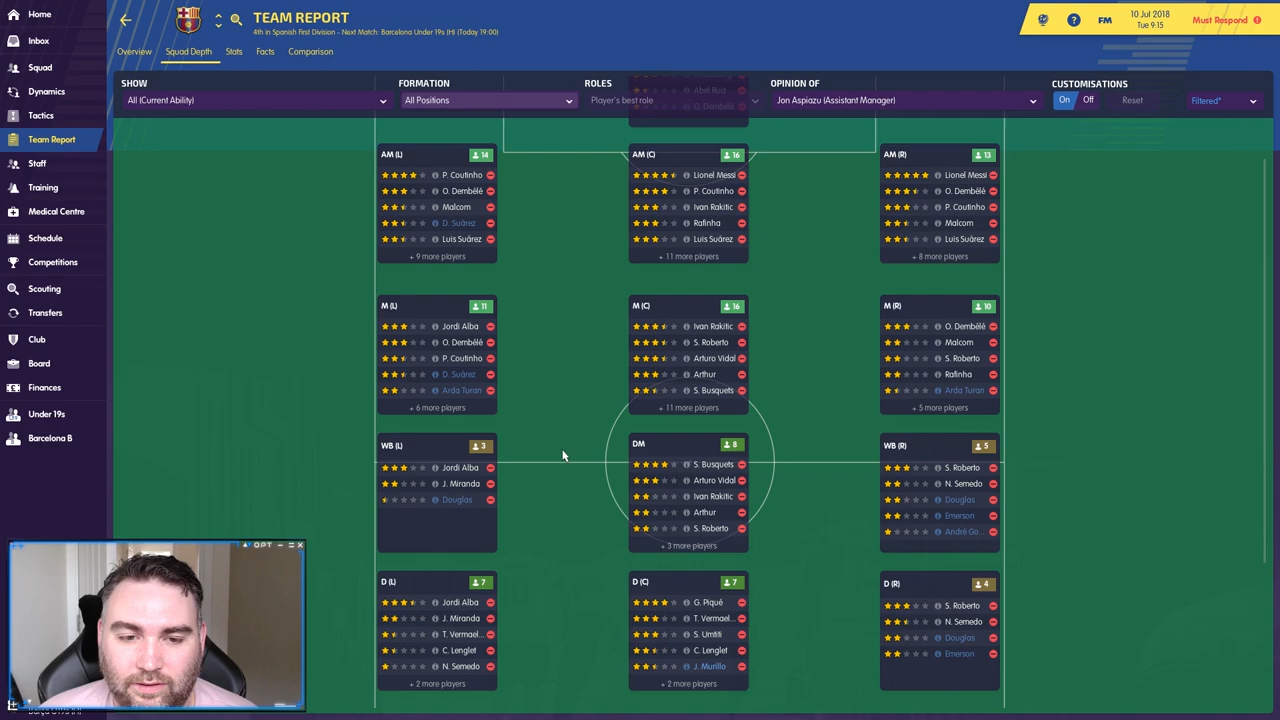 Home
Inbox
Squad
Dynamics
Tactics
Team Report
Staff
Training
Medical Centre
Schedule
Competitions
Scouting
Transfers
Club
Board
Finances
Under 19s
Barcelona B
TEAM REPORT
4th in Spanish First Division - Next Match: Barcelona Under 19s (H) (Today 19:00)
? FM
10 Jul 2018
Tue 9:15
Must Respond
Overview Squad Depth Stats Facts Comparison
SHOW FORMATION ROLES OPINION OF CUSTOMISATIONS
All (Current Ability) All Positions Player's best role Jon Aspiazu (Assistant Manager) On Off Reset Filtered*
Abel Ruiz
O. Dembélé
AM (L) 14
P. Coutinho
O. Dembélé
Malcom
D. Suárez
Luis Suárez
+ 9 more players
AM (C) 16
Lionel Messi
P. Coutinho
Ivan Rakitic
Rafinha
Luis Suárez
+ 11 more players
AM (R) 13
Lionel Messi
O. Dembélé
P. Coutinho
Malcom
Luis Suárez
+ 8 more players
M (L) 11
Jordi Alba
O. Dembélé
P. Coutinho
D. Suárez
Arda Turan
+ 6 more players
M (C) 16
Ivan Rakitic
S. Roberto
Arturo Vidal
Arthur
S. Busquets
+ 11 more players
M (R) 10
O. Dembélé
Malcom
S. Roberto
Rafinha
Arda Turan
+ 5 more players
WB (L) 3
Jordi Alba
J. Miranda
Douglas
DM 8
S. Busquets
Arturo Vidal
Ivan Rakitic
Arthur
S. Roberto
+ 3 more players
WB (R) 5
S. Roberto
N. Semedo
Douglas
Emerson
André Go...
D (L) 7
Jordi Alba
J. Miranda
T. Vermael...
C. Lenglet
N. Semedo
+ 2 more players
D (C) 7
G. Piqué
T. Vermael...
S. Umtiti
C. Lenglet
J. Murillo
+ 2 more players
D (R) 4
S. Roberto
N. Semedo
Douglas
Emerson
OPT